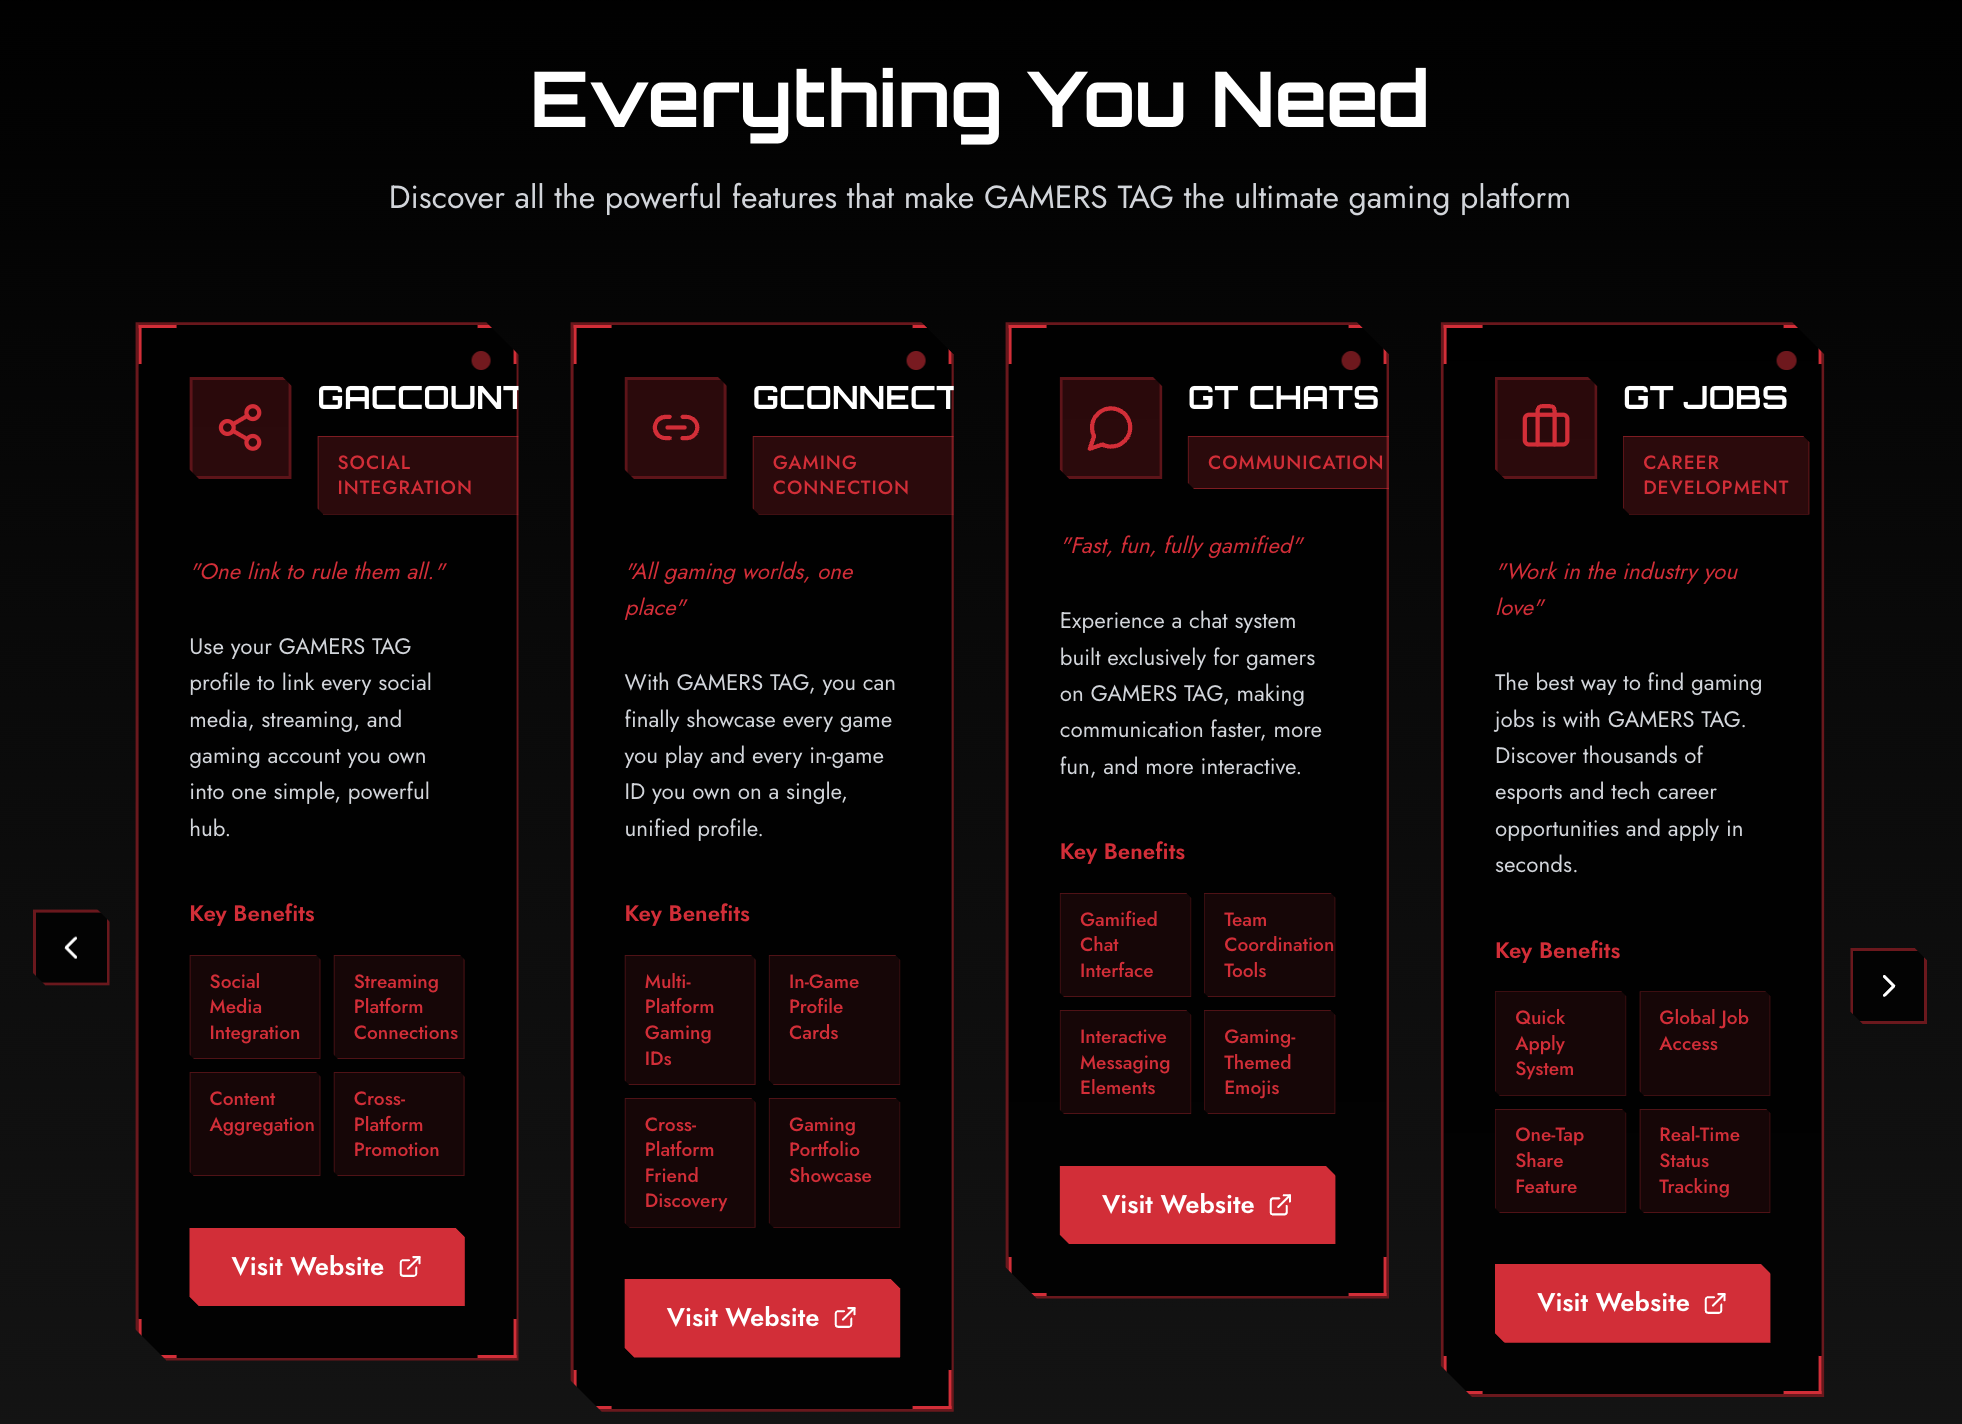 Everything You Need
Discover all the powerful features that make GAMERS TAG the ultimate gaming platform
GACCOUNT
SOCIAL
INTEGRATION
"One link to rule them all."
Use your GAMERS TAG
profile to link every social
media, streaming, and
gaming account you own
into one simple, powerful
hub.
Key Benefits
Social
Media
Integration
Streaming
Platform
Connections
Content
Aggregation
Cross-
Platform
Promotion
Visit Website
GCONNECT
GAMING
CONNECTION
"All gaming worlds, one
place"
With GAMERS TAG, you can
finally showcase every game
you play and every in-game
ID you own on a single,
unified profile.
Key Benefits
Multi-
Platform
Gaming
IDs
In-Game
Profile
Cards
Cross-
Platform
Friend
Discovery
Gaming
Portfolio
Showcase
Visit Website
GT CHATS
COMMUNICATION
"Fast, fun, fully gamified"
Experience a chat system
built exclusively for gamers
on GAMERS TAG, making
communication faster, more
fun, and more interactive.
Key Benefits
Gamified
Chat
Interface
Team
Coordination
Tools
Interactive
Messaging
Elements
Gaming-
Themed
Emojis
Visit Website
GT JOBS
CAREER
DEVELOPMENT
"Work in the industry you
love"
The best way to find gaming
jobs is with GAMERS TAG.
Discover thousands of
esports and tech career
opportunities and apply in
seconds.
Key Benefits
Quick
Apply
System
Global Job
Access
One-Tap
Share
Feature
Real-Time
Status
Tracking
Visit Website